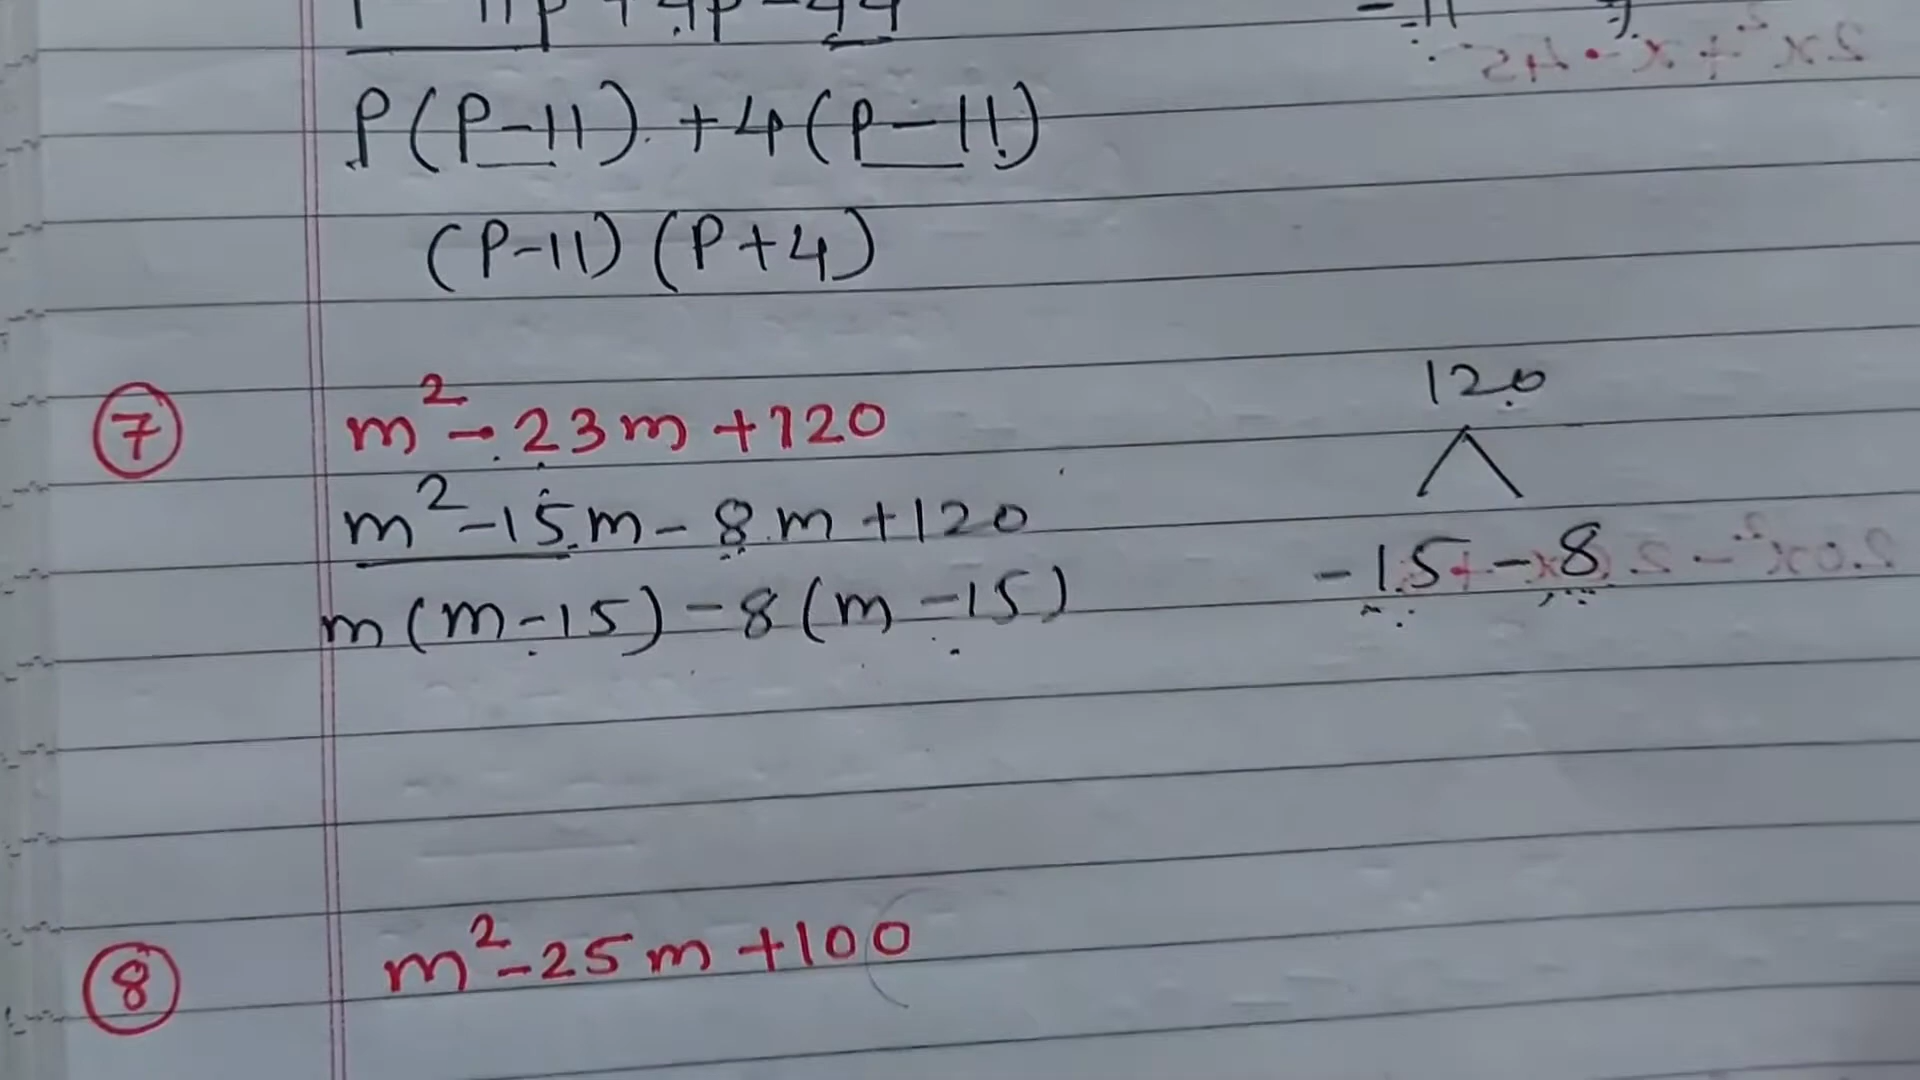 P(P-11) +4(P-11)
(P-11) (P+4)
7 m²-23m+120
120
m²-15m-8m+120
-15 -8
m(m-15)-8(m-15)
8 m²-25m+100